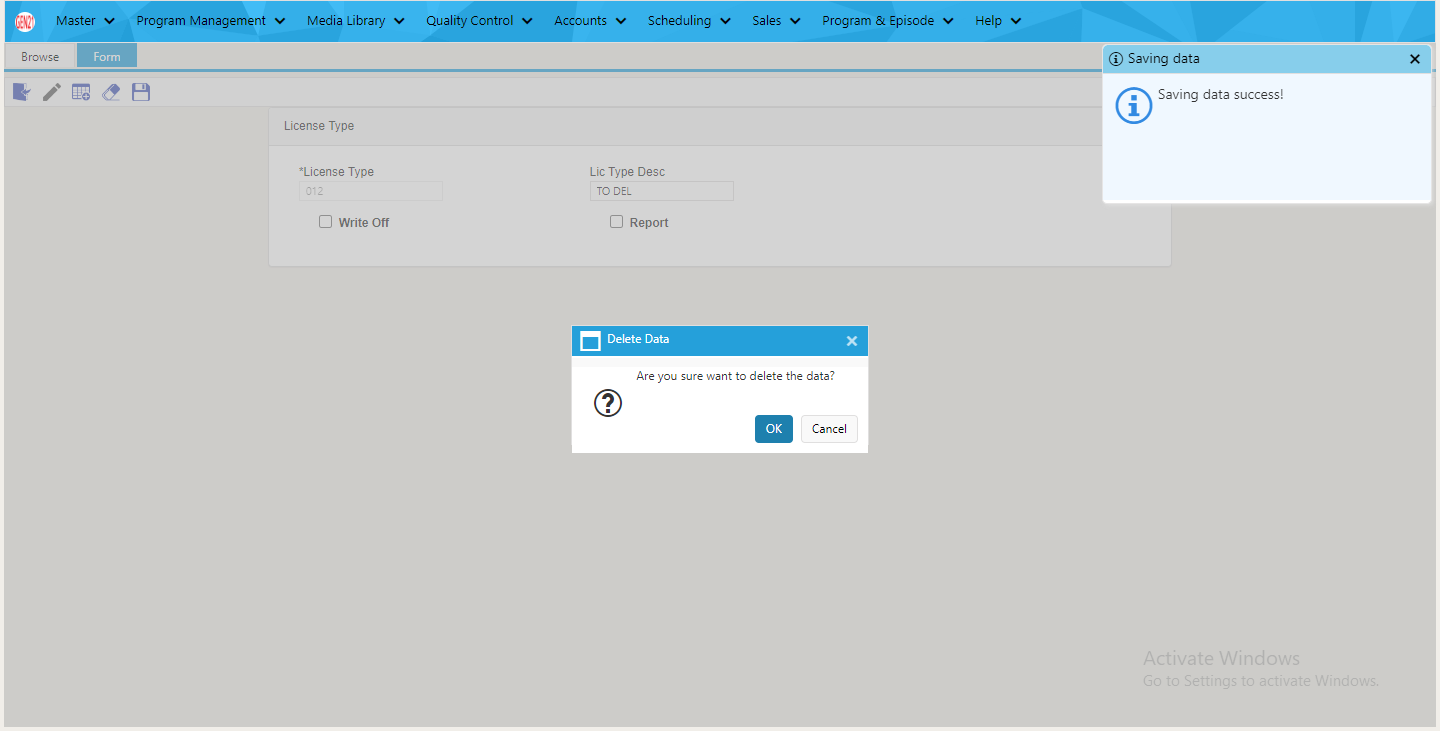 GEN21 Master Program Management Media Library Quality Control Accounts Scheduling Sales Program & Episode Help
Browse Form
Saving data
Saving data success!
License Type
*License Type Lic Type Desc
012 TO DEL
Write Off Report
Delete Data
Are you sure want to delete the data?
OK Cancel
Activate Windows
Go to Settings to activate Windows.